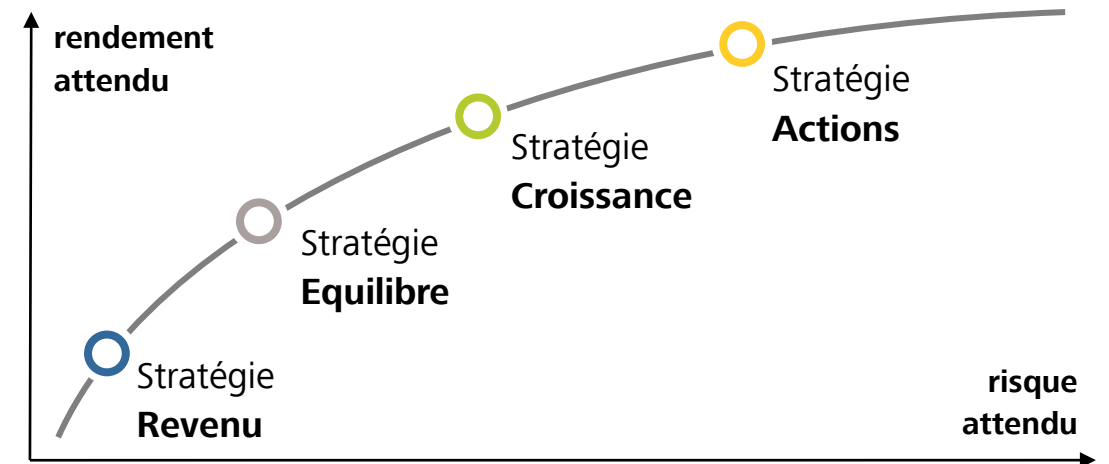 rendement
attendu
Stratégie
Actions
Stratégie
Croissance
Stratégie
Equilibre
Stratégie
Revenu
risque
attendu